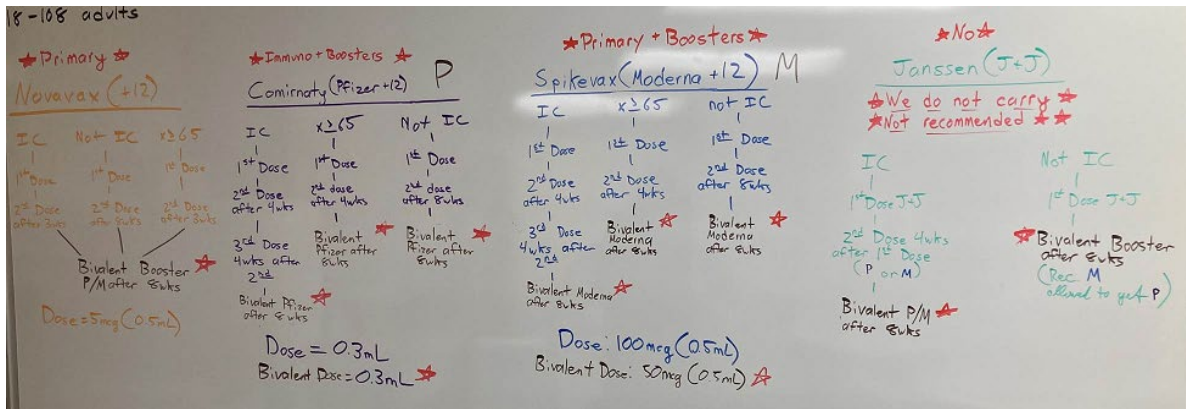 18-108 adults
☆Primary☆
Novavax (+12)
IC
1st Dose
2nd Dose
after 3wks
Not IC
1st Dose
2nd Dose
after 8wks
x≥65
1st Dose
2nd Dose
after 3wks
Bivalent Booster ☆
P/M after 8wks
Dose=5mcg (0.5mL)
★Immuno + Boosters ☆
Comirnaty (Pfizer +12) P
IC
1st Dose
2nd Dose
after 4wks
3rd Dose
4wks after
2nd
Bivalent Pfizer ☆
after 8wks
x≥65
1st Dose
2nd dose
after 4wks
Bivalent ★
Pfizer after
8wks
Not IC
1st Dose
2nd dose
after 8wks
Bivalent ★
Pfizer after
8wks
Dose = 0.3mL
Bivalent Dose = 0.3mL ★
★Primary + Boosters★
Spikevax (Moderna +12) M
IC
1st Dose
2nd Dose
after 4wks
3rd Dose
4wks after
2nd
Bivalent Moderna ☆
after 8wks
x≥65
1st Dose
2nd Dose
after 4wks
Bivalent ☆
Moderna
after 8wks
not IC
1st Dose
2nd Dose
after 8wks
Bivalent ★
Moderna
after 8wks
Dose: 100mcg (0.5mL)
Bivalent Dose: 50mcg (0.5mL) ☆
★No★
Janssen (J+J)
☆We do not carry ☆
★Not recommended ★★
IC
1st Dose J+J
2nd Dose 4wks
after 1st Dose
(P or M)
Bivalent P/M ☆
after 8wks
Not IC
1st Dose J+J
★Bivalent Booster
after 8wks
(Rec M
allowed to get P)